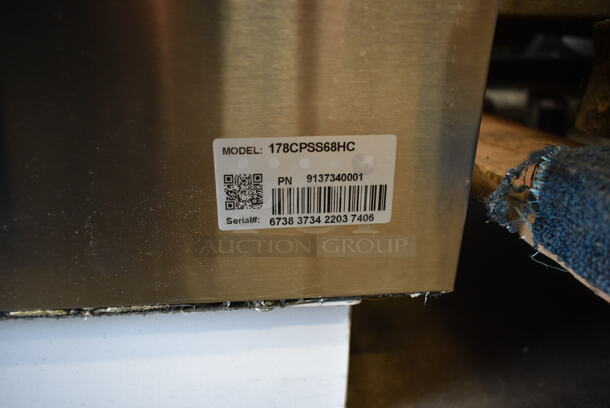 MODEL: 178CPSS68HC
PN 9137340001
Serial#: 6738 3734 2203 7406
AUCTION GROUP